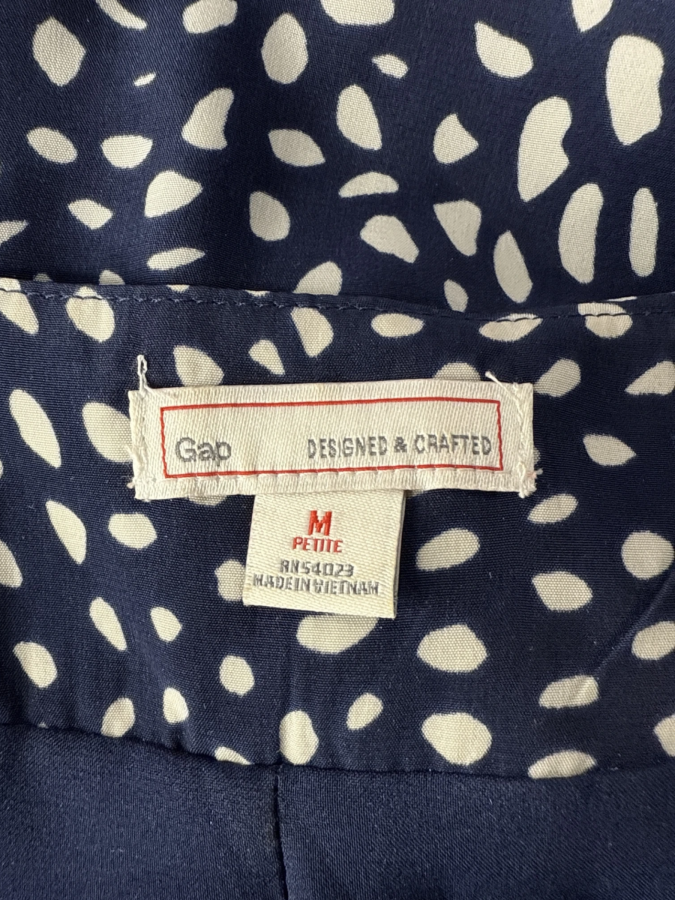 Gap DESIGNED & CRAFTED
M
PETITE
RN54023
MADE IN VIETNAM